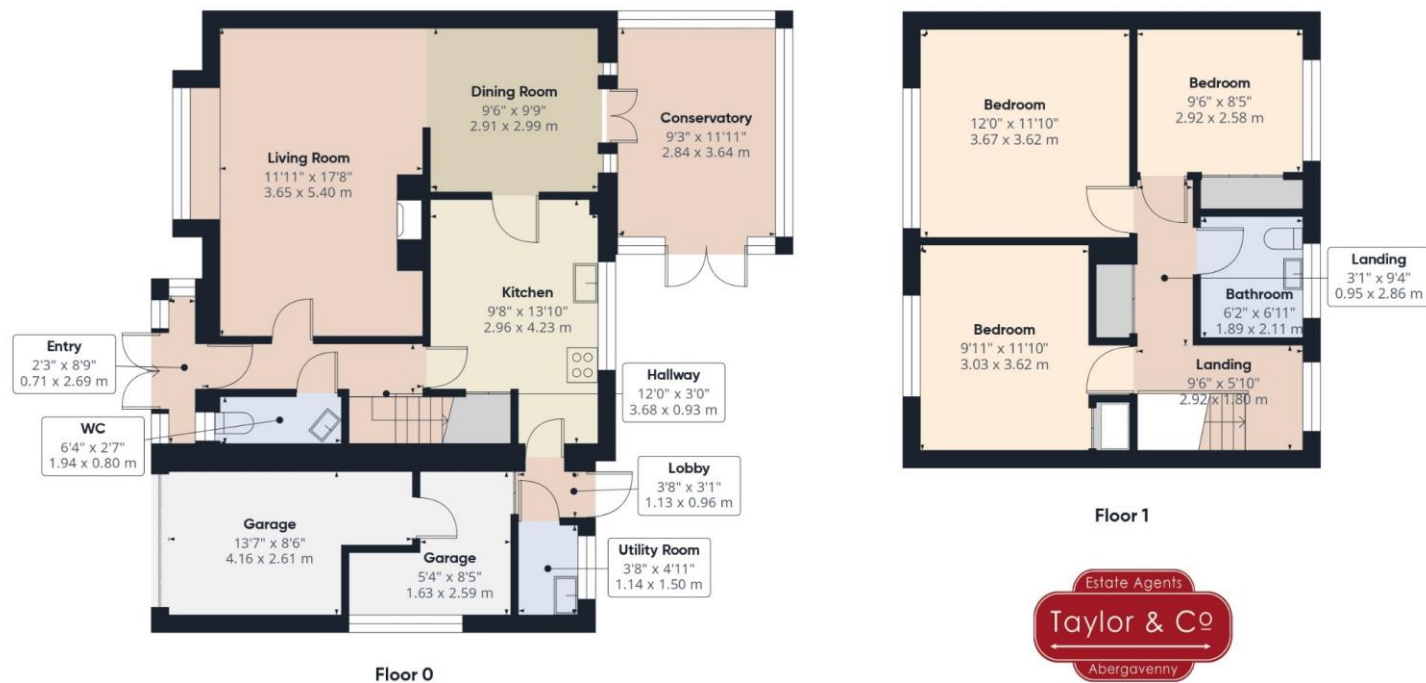 Dining Room
9'6" x 9'9"
2.91 x 2.99 m
Conservatory
9'3" x 11'11"
2.84 x 3.64 m
Living Room
11'11" x 17'8"
3.65 x 5.40 m
Kitchen
9'8" x 13'10"
2.96 x 4.23 m
Entry
2'3" x 8'9"
0.71 x 2.69 m
Hallway
12'0" x 3'0"
3.68 x 0.93 m
WC
6'4" x 2'7"
1.94 x 0.80 m
Lobby
3'8" x 3'1"
1.13 x 0.96 m
Garage
13'7" x 8'6"
4.16 x 2.61 m
Garage
5'4" x 8'5"
1.63 x 2.59 m
Utility Room
3'8" x 4'11"
1.14 x 1.50 m
Floor 0
Bedroom
12'0" x 11'10"
3.67 x 3.62 m
Bedroom
9'6" x 8'5"
2.92 x 2.58 m
Landing
3'1" x 9'4"
0.95 x 2.86 m
Bathroom
6'2" x 6'11"
1.89 x 2.11 m
Bedroom
9'11" x 11'10"
3.03 x 3.62 m
Landing
9'6" x 5'10"
2.92 x 1.80 m
Floor 1
Estate Agents
Taylor & Co
Abergavenny